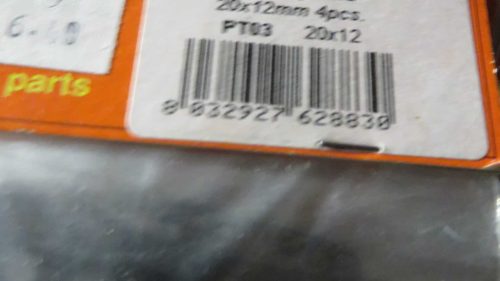 20x12mm 4pcs.
PT03 20x12
8 032927 628830
parts